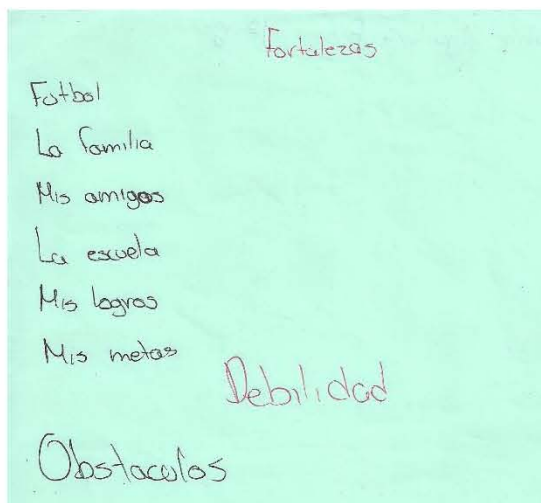 Fortalezas
Futbol
La familia
Mis amigos
La escuela
Mis logros
Mis metas
Debilidad
Obstaculos